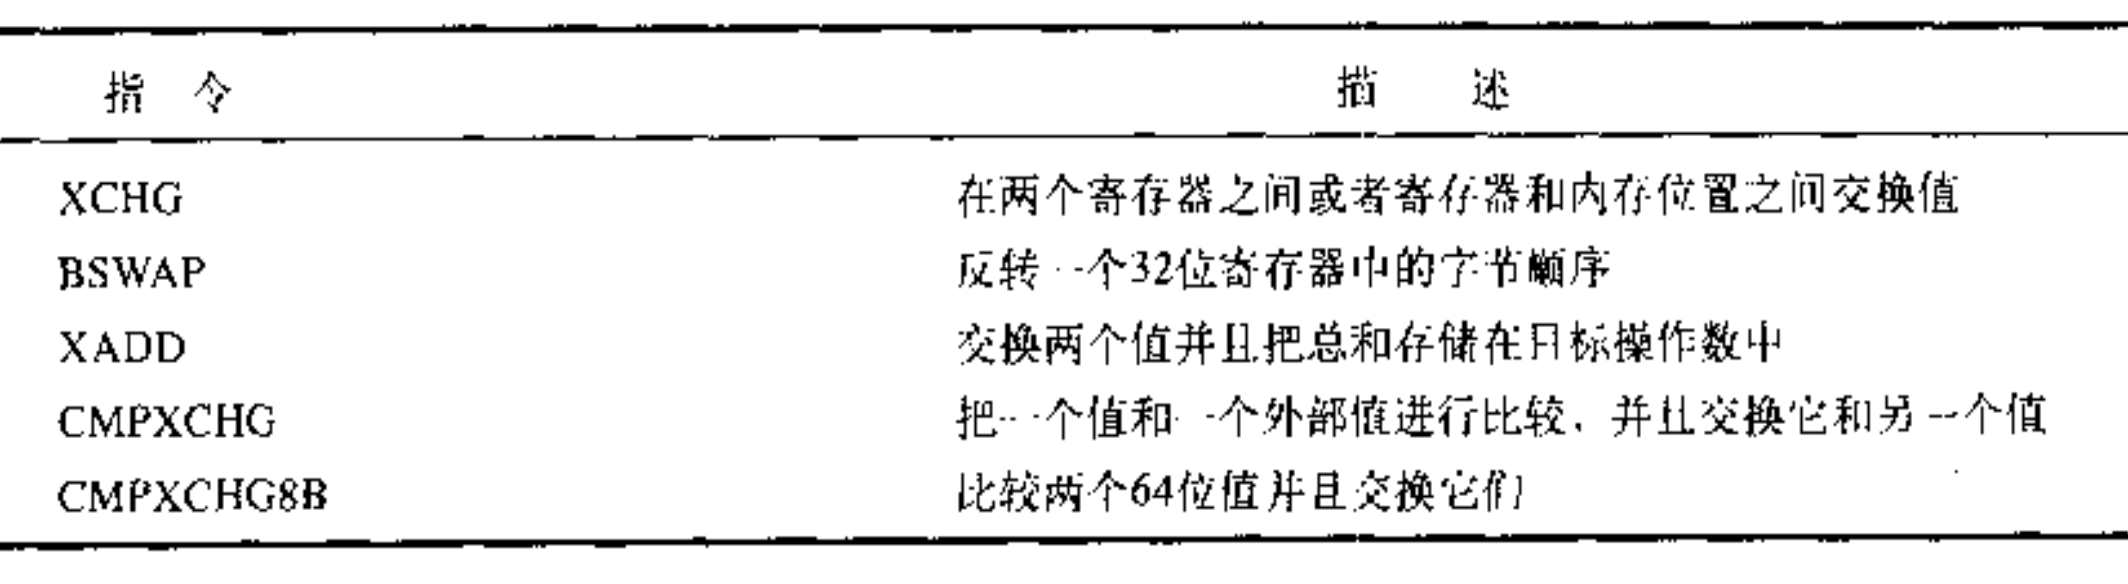 指 令 描 述
XCHG 在两个寄存器之间或者寄存器和内存位置之间交换值
BSWAP 反转一个32位寄存器中的字节顺序
XADD 交换两个值并且把总和存储在目标操作数中
CMPXCHG 把一个值和一个外部值进行比较，并且交换它和另一个值
CMPXCHG8B 比较两个64位值并且交换它们